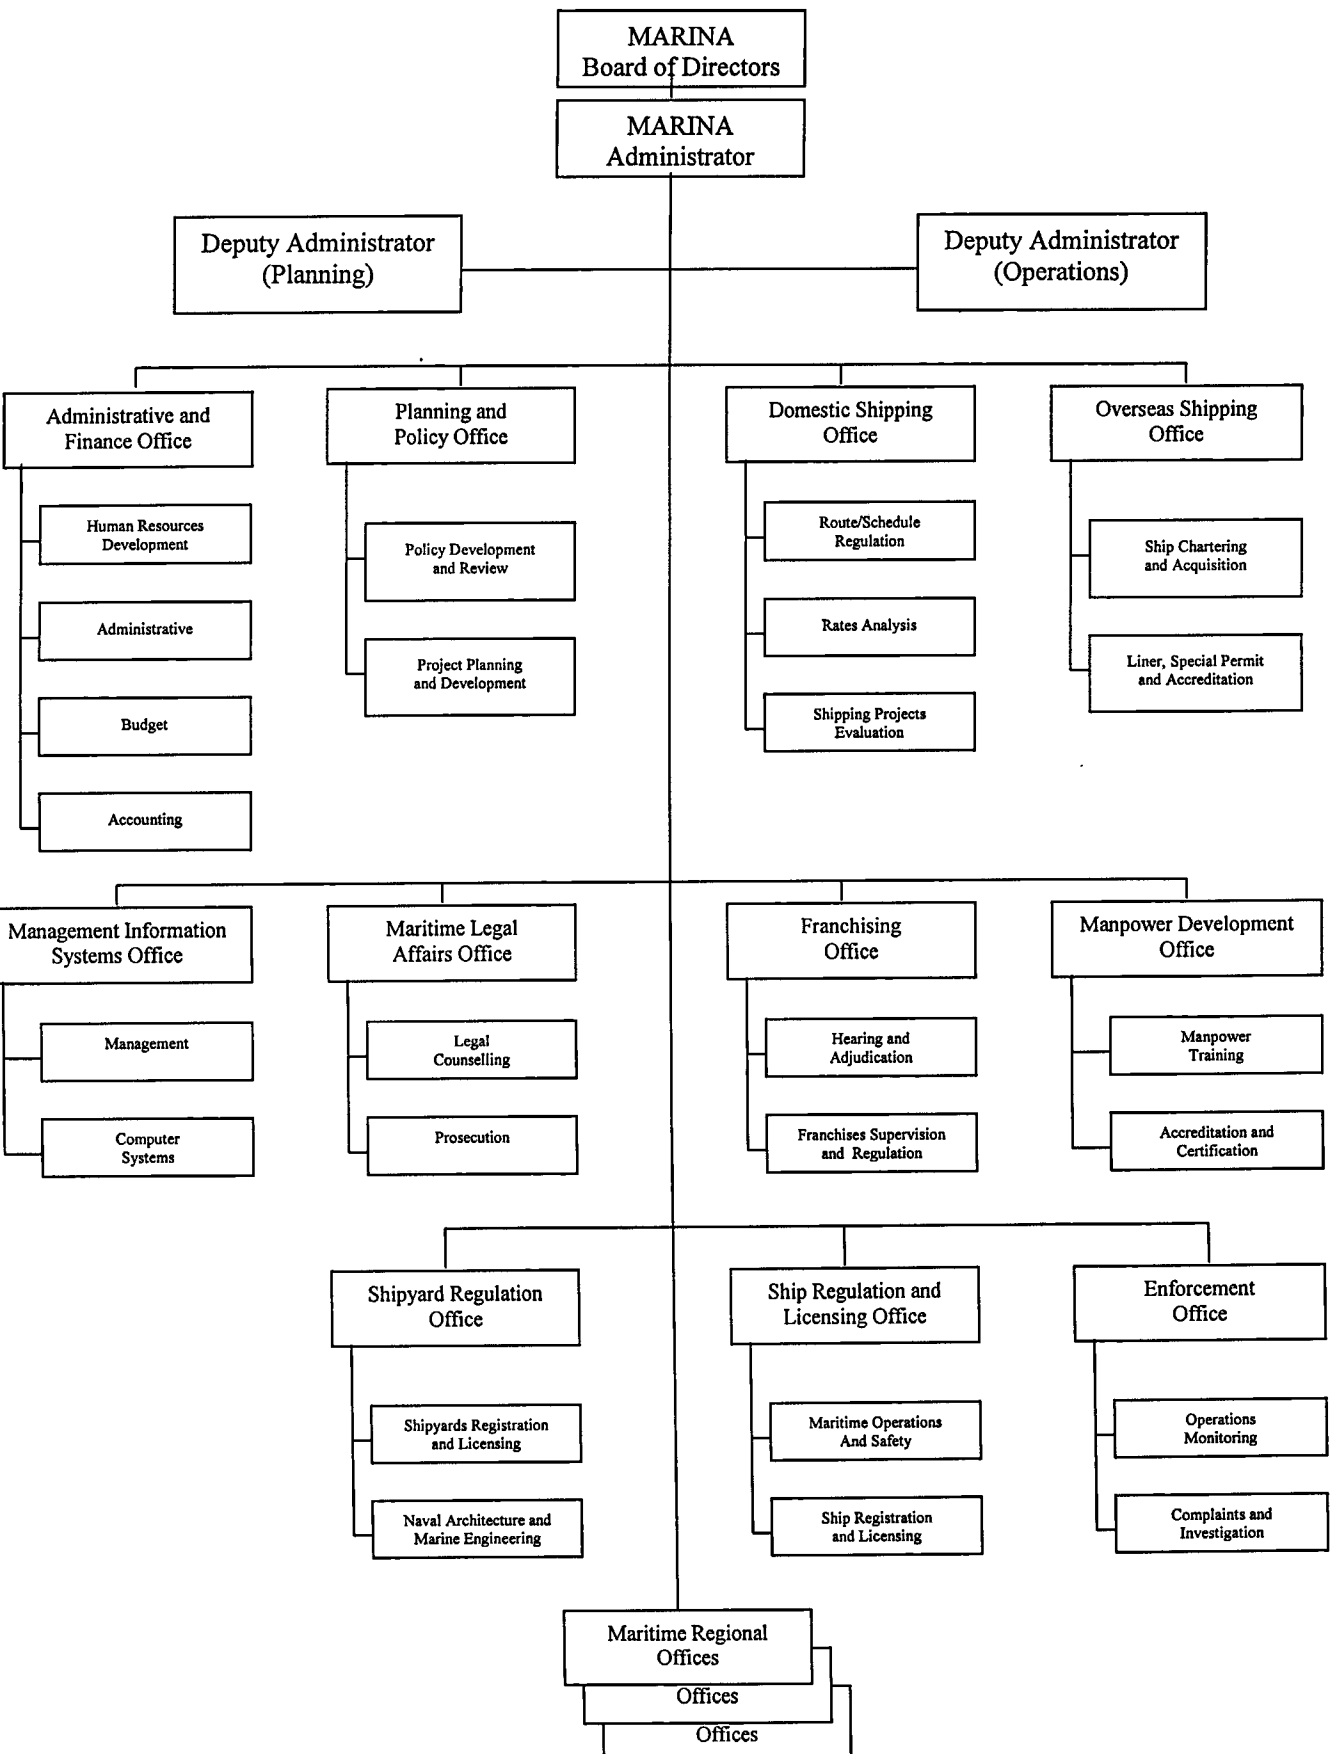 MARINA
Board of Directors
MARINA
Administrator
Deputy Administrator
(Planning)
Deputy Administrator
(Operations)
Administrative and
Finance Office
Planning and
Policy Office
Domestic Shipping
Office
Overseas Shipping
Office
Human Resources
Development
Administrative
Budget
Accounting
Policy Development
and Review
Project Planning
and Development
Route/Schedule
Regulation
Rates Analysis
Shipping Projects
Evaluation
Ship Chartering
and Acquisition
Liner, Special Permit
and Accreditation
Management Information
Systems Office
Maritime Legal
Affairs Office
Franchising
Office
Manpower Development
Office
Management
Computer
Systems
Legal
Counselling
Prosecution
Hearing and
Adjudication
Franchises Supervision
and Regulation
Manpower
Training
Accreditation and
Certification
Shipyard Regulation
Office
Ship Regulation and
Licensing Office
Enforcement
Office
Shipyards Registration
and Licensing
Naval Architecture and
Marine Engineering
Maritime Operations
And Safety
Ship Registration
and Licensing
Operations
Monitoring
Complaints and
Investigation
Maritime Regional
Offices
Offices
Offices